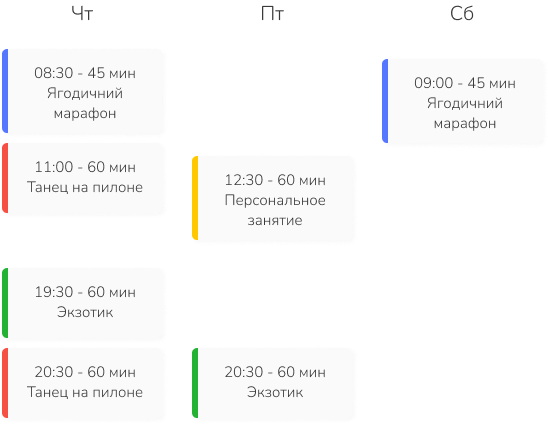 Чт
Пт
Сб
08:30 - 45 мин
Ягодичний
марафон
09:00 - 45 мин
Ягодичний
марафон
11:00 - 60 мин
Танец на пилоне
12:30 - 60 мин
Персональное
занятие
19:30 - 60 мин
Экзотик
20:30 - 60 мин
Танец на пилоне
20:30 - 60 мин
Экзотик